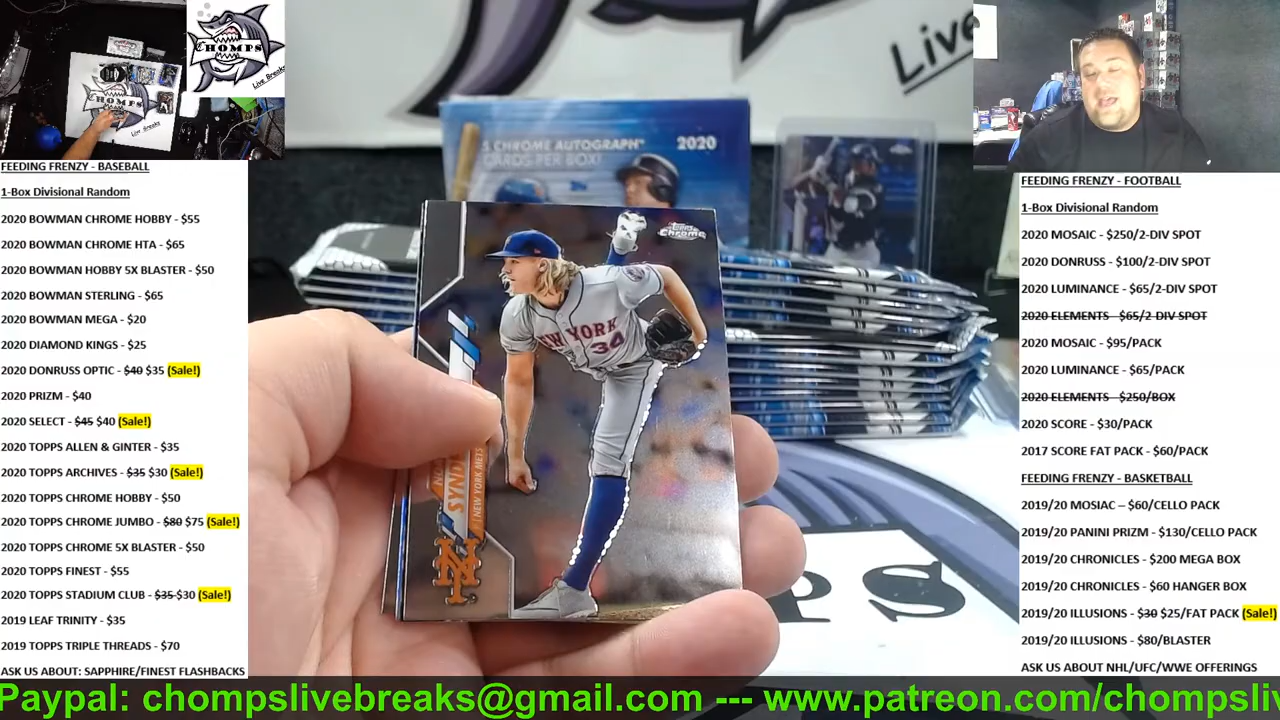 CHOMPS
Live Breaks
CHOMPS
Live Breaks
FEEDING FRENZY - BASEBALL
1-Box Divisional Random
2020 BOWMAN CHROME HOBBY - $55
2020 BOWMAN CHROME HTA - $65
2020 BOWMAN HOBBY 5X BLASTER - $50
2020 BOWMAN STERLING - $65
2020 BOWMAN MEGA - $20
2020 DIAMOND KINGS - $25
2020 DONRUSS OPTIC - $40 $35 (Sale!)
2020 PRIZM - $40
2020 SELECT - $45 $40 (Sale!)
2020 TOPPS ALLEN & GINTER - $35
2020 TOPPS ARCHIVES - $35 $30 (Sale!)
2020 TOPPS CHROME HOBBY - $50
2020 TOPPS CHROME JUMBO - $80 $75 (Sale!)
2020 TOPPS CHROME 5X BLASTER - $50
2020 TOPPS FINEST - $55
2020 TOPPS STADIUM CLUB - $35 $30 (Sale!)
2019 LEAF TRINITY - $35
2019 TOPPS TRIPLE THREADS - $70
ASK US ABOUT: SAPPHIRE/FINEST FLASHBACKS
Live
5 CHROME AUTOGRAPH
CARDS PER BOX!
2020
Topps Chrome
NEW YORK
34
NEW YORK METS
PS
FEEDING FRENZY - FOOTBALL
1-Box Divisional Random
2020 MOSAIC - $250/2-DIV SPOT
2020 DONRUSS - $100/2-DIV SPOT
2020 LUMINANCE - $65/2-DIV SPOT
2020 ELEMENTS - $65/2-DIV SPOT
2020 MOSAIC - $95/PACK
2020 LUMINANCE - $65/PACK
2020 ELEMENTS - $250/BOX
2020 SCORE - $30/PACK
2017 SCORE FAT PACK - $60/PACK
FEEDING FRENZY - BASKETBALL
2019/20 MOSIAC – $60/CELLO PACK
2019/20 PANINI PRIZM - $130/CELLO PACK
2019/20 CHRONICLES - $200 MEGA BOX
2019/20 CHRONICLES - $60 HANGER BOX
2019/20 ILLUSIONS - $30 $25/FAT PACK (Sale!)
2019/20 ILLUSIONS - $80/BLASTER
ASK US ABOUT NHL/UFC/WWE OFFERINGS
Paypal: chompslivebreaks@gmail.com --- www.patreon.com/chompsliv